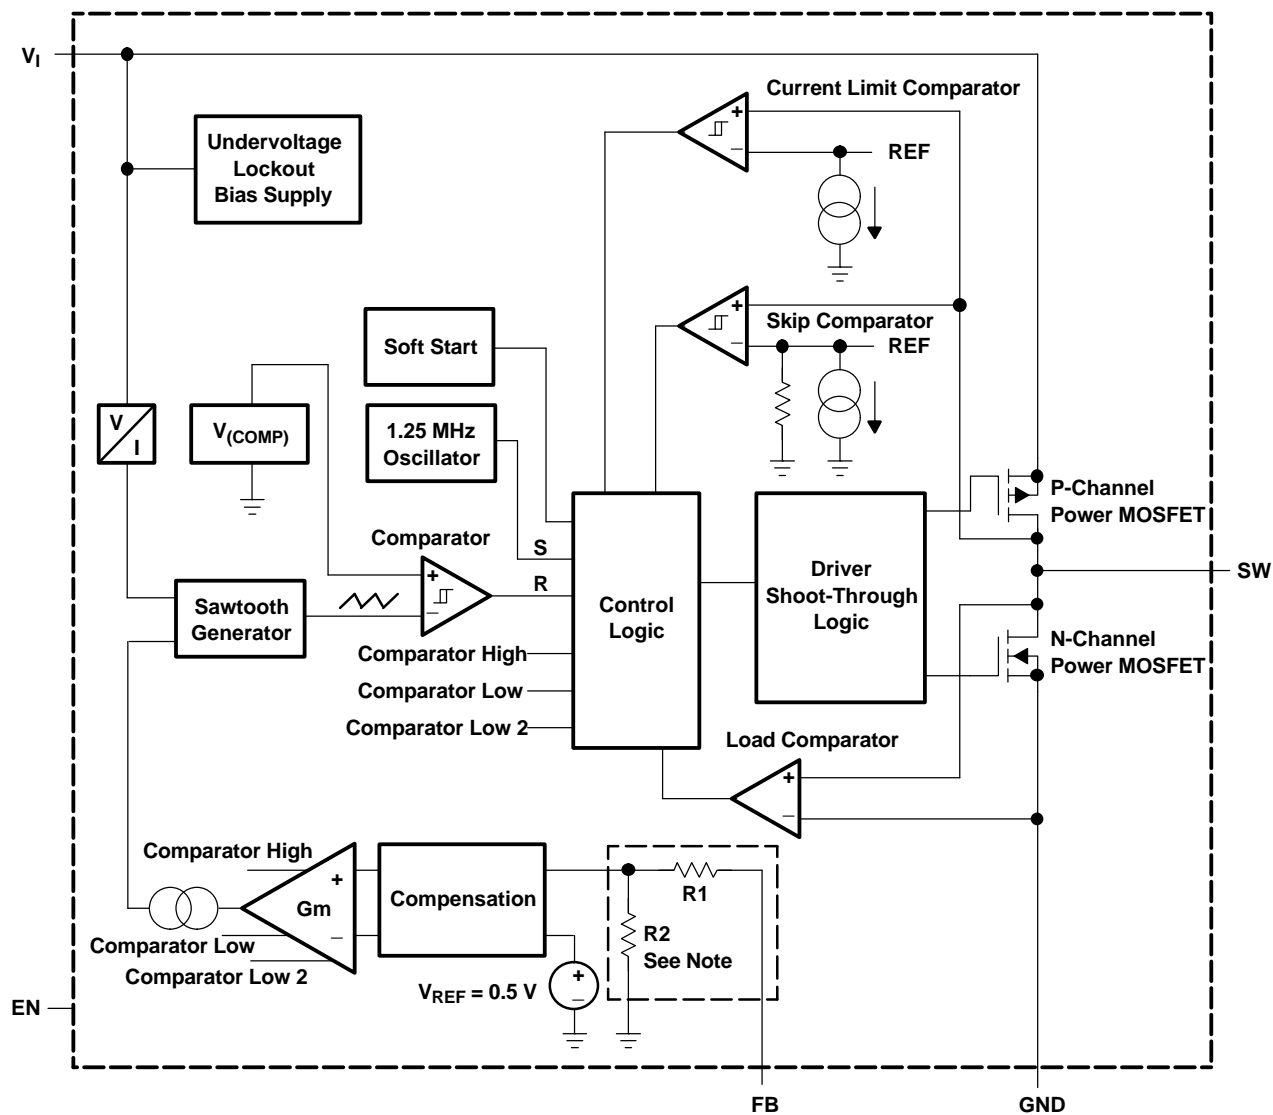 VI
Current Limit Comparator
+
–
REF
Undervoltage
Lockout
Bias Supply
Soft Start
+
Skip Comparator
–
REF
V
I
V(COMP)
1.25 MHz
Oscillator
P-Channel
Power MOSFET
Comparator
+
–
S
R
Sawtooth
Generator
Control
Logic
Driver
Shoot-Through
Logic
SW
N-Channel
Power MOSFET
Comparator High
Comparator Low
Comparator Low 2
Load Comparator
+
–
Comparator High
+
Gm
–
Compensation
R1
R2
See Note
Comparator Low
Comparator Low 2
VREF = 0.5 V
+
–
EN
FB
GND